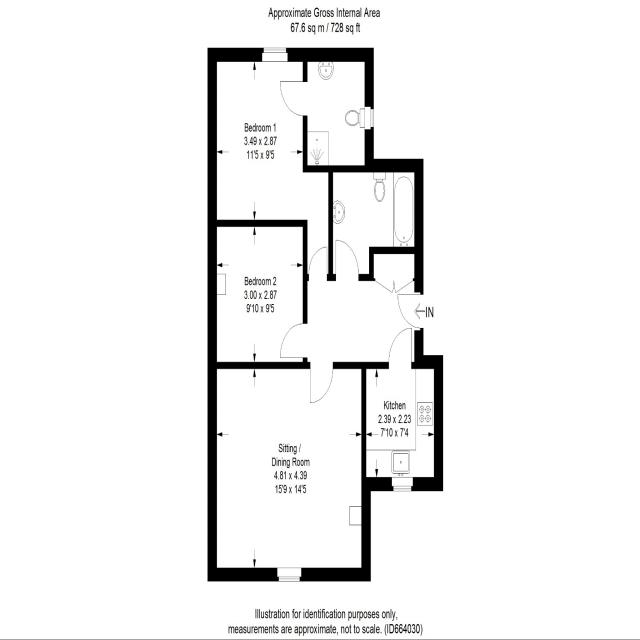 Approximate Gross Internal Area
67.6 sq m / 728 sq ft
Bedroom 1
3.49 x 2.87
11'5 x 9'5
Bedroom 2
3.00 x 2.87
9'10 x 9'5
IN
Kitchen
2.39 x 2.23
7'10 x 7'4
Sitting /
Dining Room
4.81 x 4.39
15'9 x 14'5
Illustration for identification purposes only,
measurements are approximate, not to scale. (ID664030)